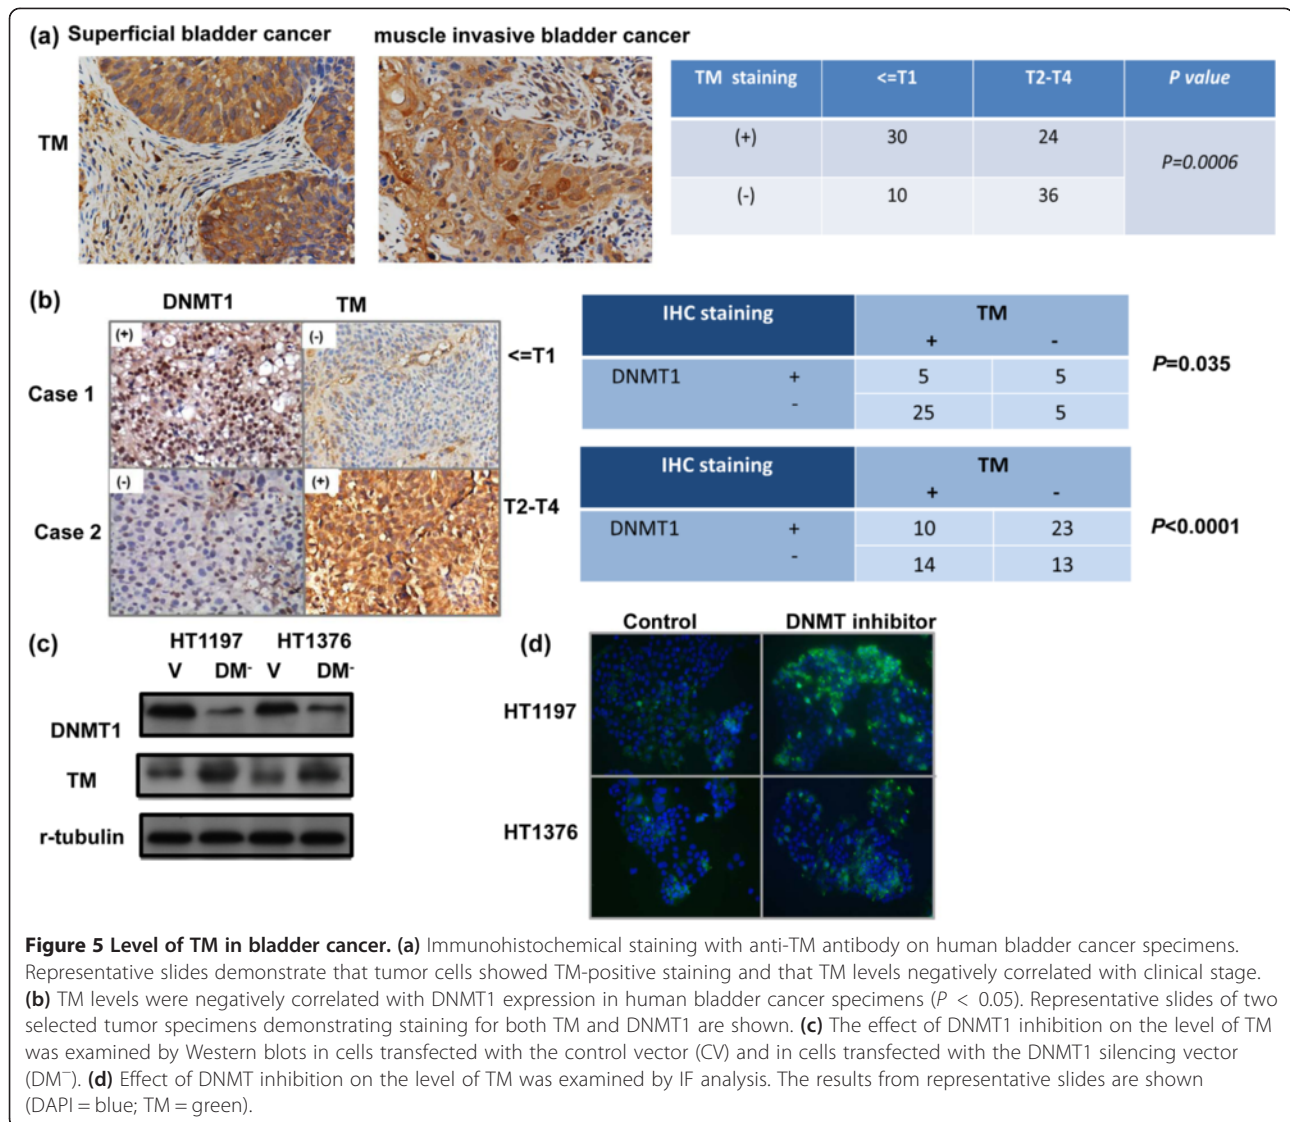 (a) Superficial bladder cancer muscle invasive bladder cancer
TM
TM staining <=T1 T2-T4 P value
(+) 30 24 P=0.0006
(-) 10 36
(b) DNMT1 TM
(+) (-)
Case 1
(-) (+)
Case 2
<=T1
IHC staining TM
+ -
DNMT1 + 5 5
- 25 5
P=0.035
T2-T4
IHC staining TM
+ -
DNMT1 + 10 23
- 14 13
P<0.0001
(c) HT1197 HT1376
V DM- V DM-
DNMT1
TM
r-tubulin
(d) Control DNMT inhibitor
HT1197
HT1376
Figure 5 Level of TM in bladder cancer. (a) Immunohistochemical staining with anti-TM antibody on human bladder cancer specimens.
Representative slides demonstrate that tumor cells showed TM-positive staining and that TM levels negatively correlated with clinical stage.
(b) TM levels were negatively correlated with DNMT1 expression in human bladder cancer specimens (P < 0.05). Representative slides of two
selected tumor specimens demonstrating staining for both TM and DNMT1 are shown. (c) The effect of DNMT1 inhibition on the level of TM
was examined by Western blots in cells transfected with the control vector (CV) and in cells transfected with the DNMT1 silencing vector
(DM−). (d) Effect of DNMT inhibition on the level of TM was examined by IF analysis. The results from representative slides are shown
(DAPI = blue; TM = green).